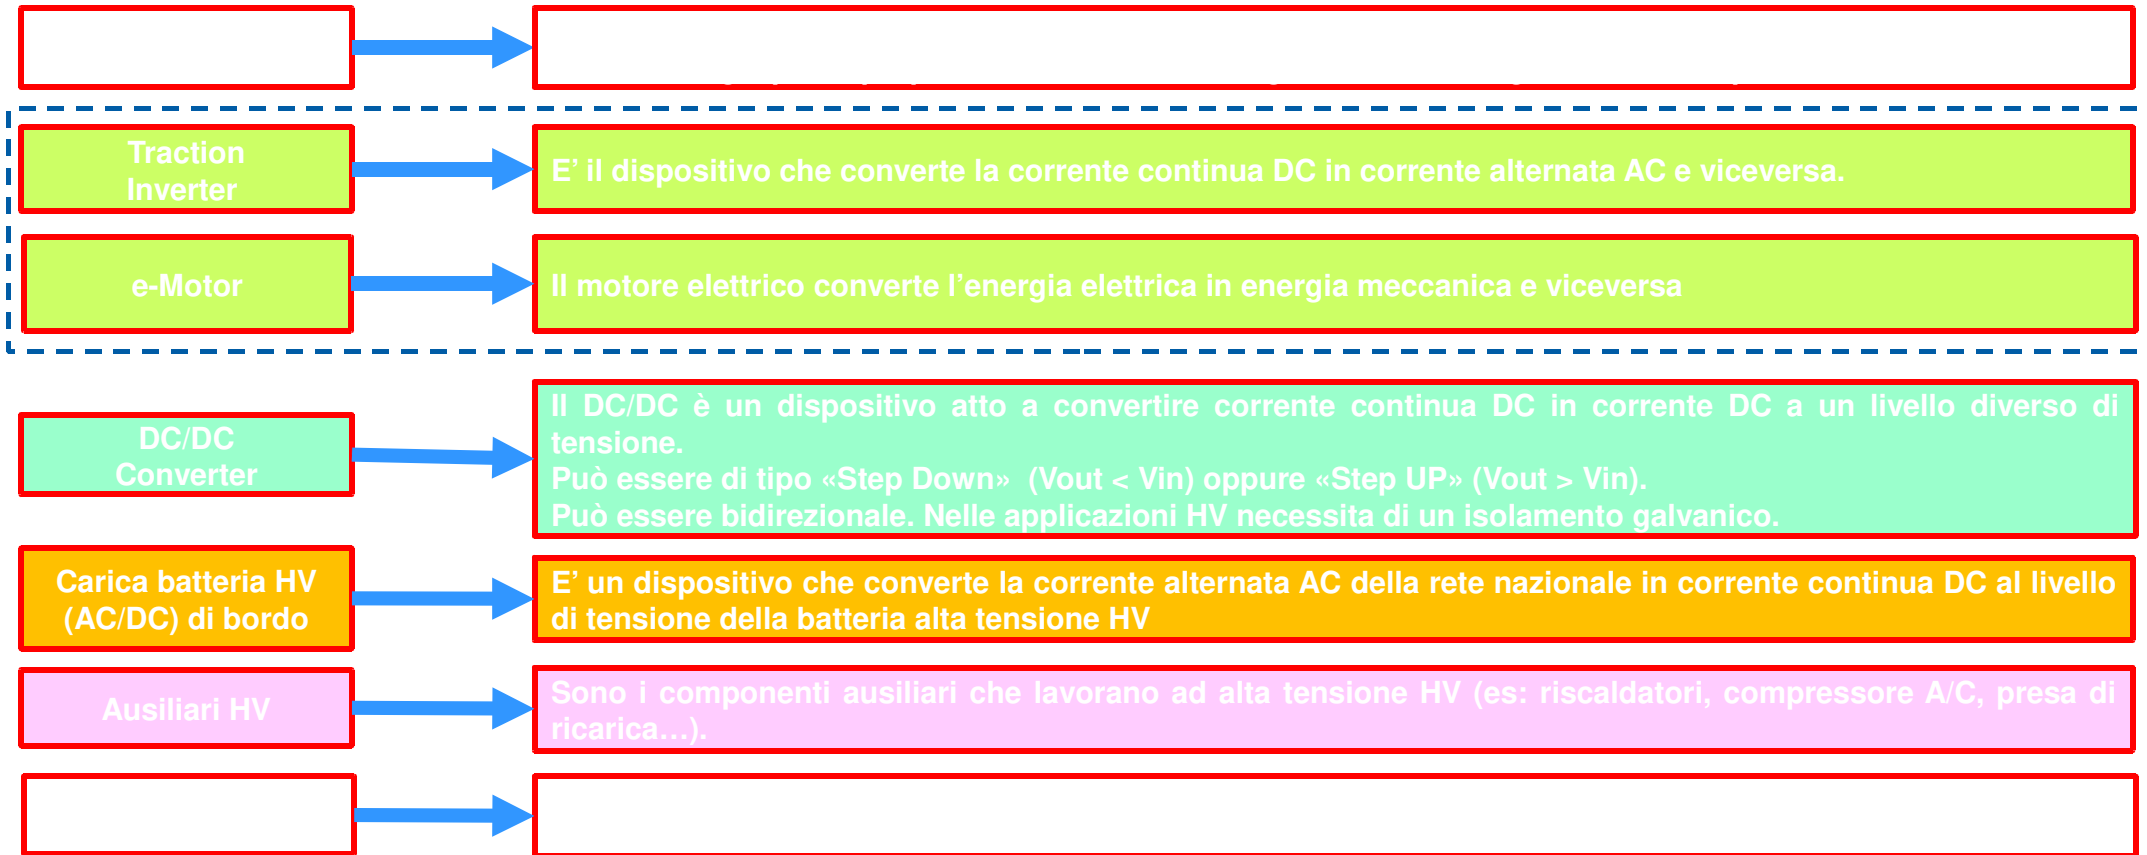 Traction
Inverter
E’ il dispositivo che converte la corrente continua DC in corrente alternata AC e viceversa.
e-Motor
Il motore elettrico converte l’energia elettrica in energia meccanica e viceversa
DC/DC
Converter
Il DC/DC è un dispositivo atto a convertire corrente continua DC in corrente DC a un livello diverso di
tensione.
Può essere di tipo «Step Down» (Vout < Vin) oppure «Step UP» (Vout > Vin).
Può essere bidirezionale. Nelle applicazioni HV necessita di un isolamento galvanico.
Carica batteria HV
(AC/DC) di bordo
E’ un dispositivo che converte la corrente alternata AC della rete nazionale in corrente continua DC al livello
di tensione della batteria alta tensione HV
Ausiliari HV
Sono i componenti ausiliari che lavorano ad alta tensione HV (es: riscaldatori, compressore A/C, presa di
ricarica…).